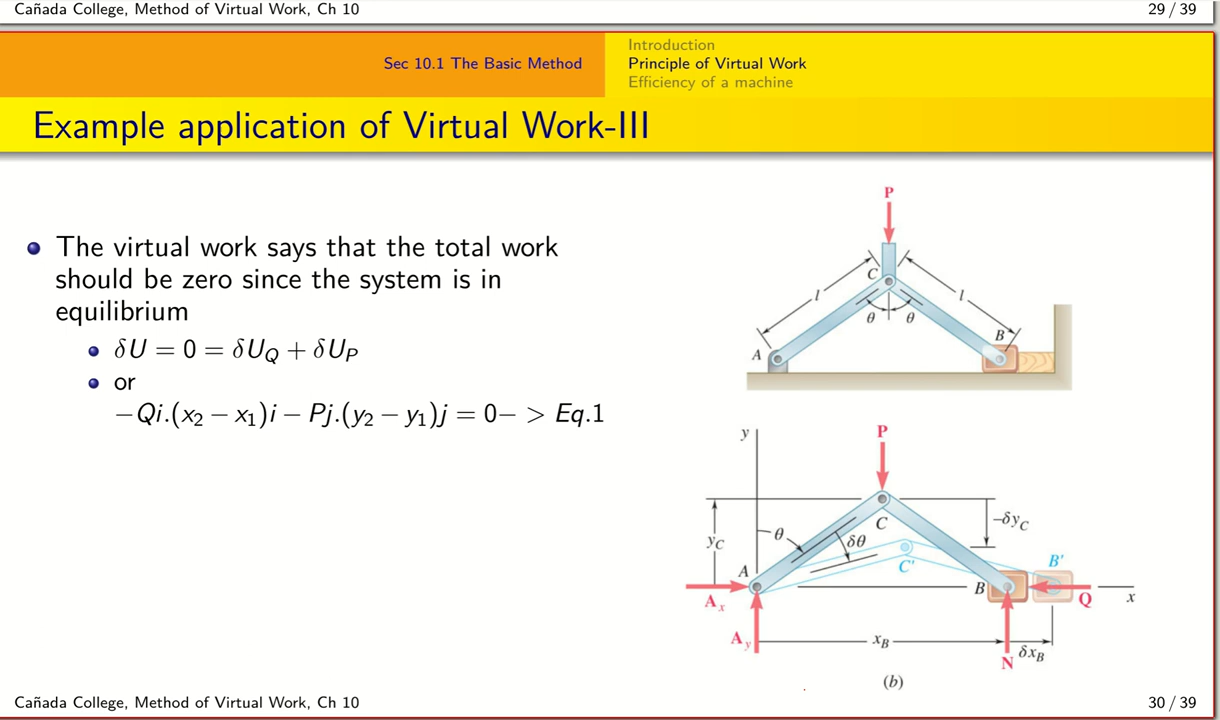 Cañada College, Method of Virtual Work, Ch 10
29 / 39
Sec 10.1 The Basic Method
Introduction
Principle of Virtual Work
Efficiency of a machine
Example application of Virtual Work-III
The virtual work says that the total work
should be zero since the system is in
equilibrium
δU = 0 = δU_Q + δU_P
or
−Qi.(x₂ − x₁)i − Pj.(y₂ − y₁)j = 0− > Eq.1
P
C
l
l
θ
θ
A
B
y
P
C
−δy_C
y_C
θ
δθ
C′
A
B
B′
A_x
Q
x
A_y
x_B
N
δx_B
(b)
Cañada College, Method of Virtual Work, Ch 10
30 / 39